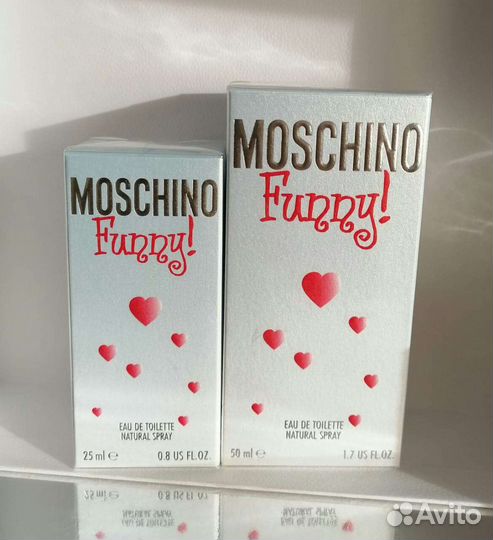 MOSCHINO
Funny!
EAU DE TOILETTE
NATURAL SPRAY
25 ml ℮ 0.8 US FL.OZ.
MOSCHINO
Funny!
EAU DE TOILETTE
NATURAL SPRAY
50 ml ℮ 1.7 US FL.OZ.
Avito